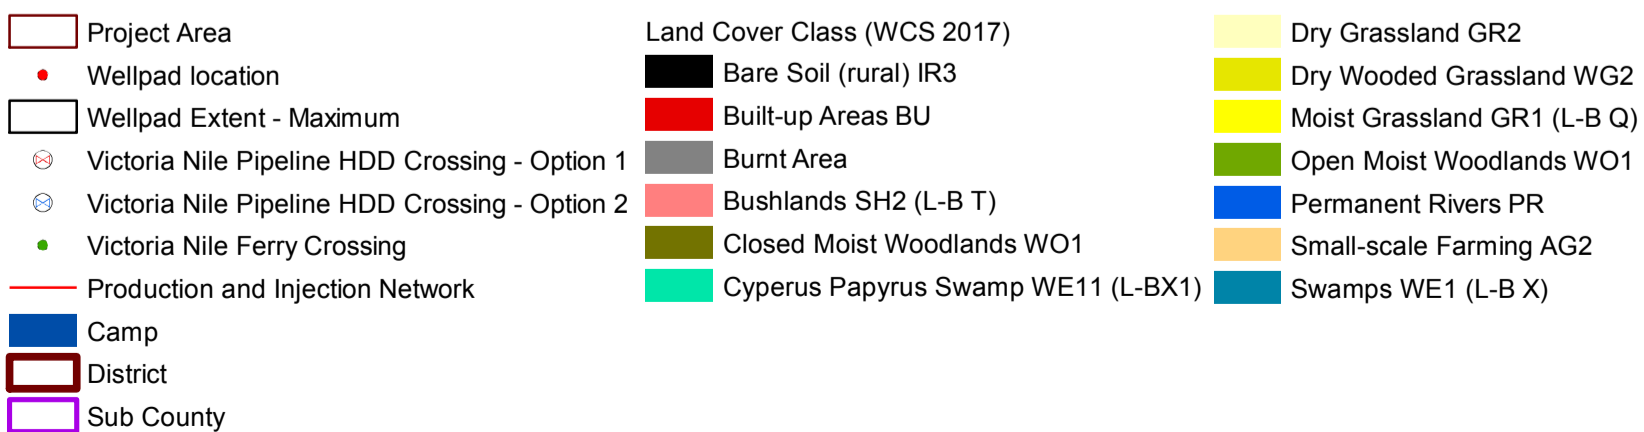 Project Area
Wellpad location
Wellpad Extent - Maximum
Victoria Nile Pipeline HDD Crossing - Option 1
Victoria Nile Pipeline HDD Crossing - Option 2
Victoria Nile Ferry Crossing
Production and Injection Network
Camp
District
Sub County
Land Cover Class (WCS 2017)
Bare Soil (rural) IR3
Built-up Areas BU
Burnt Area
Bushlands SH2 (L-B T)
Closed Moist Woodlands WO1
Cyperus Papyrus Swamp WE11 (L-BX1)
Dry Grassland GR2
Dry Wooded Grassland WG2
Moist Grassland GR1 (L-B Q)
Open Moist Woodlands WO1
Permanent Rivers PR
Small-scale Farming AG2
Swamps WE1 (L-B X)